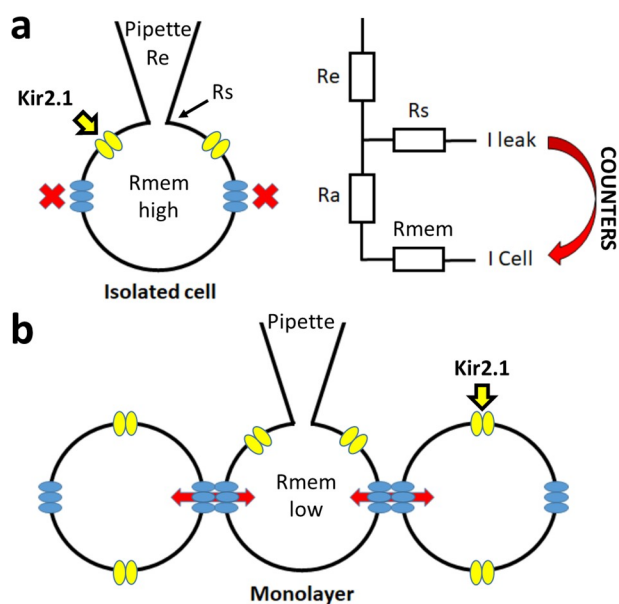 a
Pipette
Re
Kir2.1
Rs
Rmem
high
Isolated cell
Re
Rs
I leak
Ra
Rmem
I Cell
COUNTERS
b
Pipette
Kir2.1
Rmem
low
Monolayer